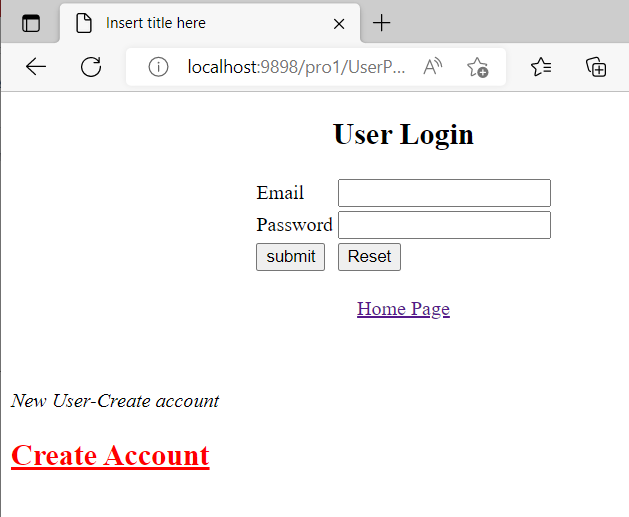 Insert title here
localhost:9898/pro1/UserP...
User Login
Email
Password
submit Reset
Home Page
New User-Create account
Create Account